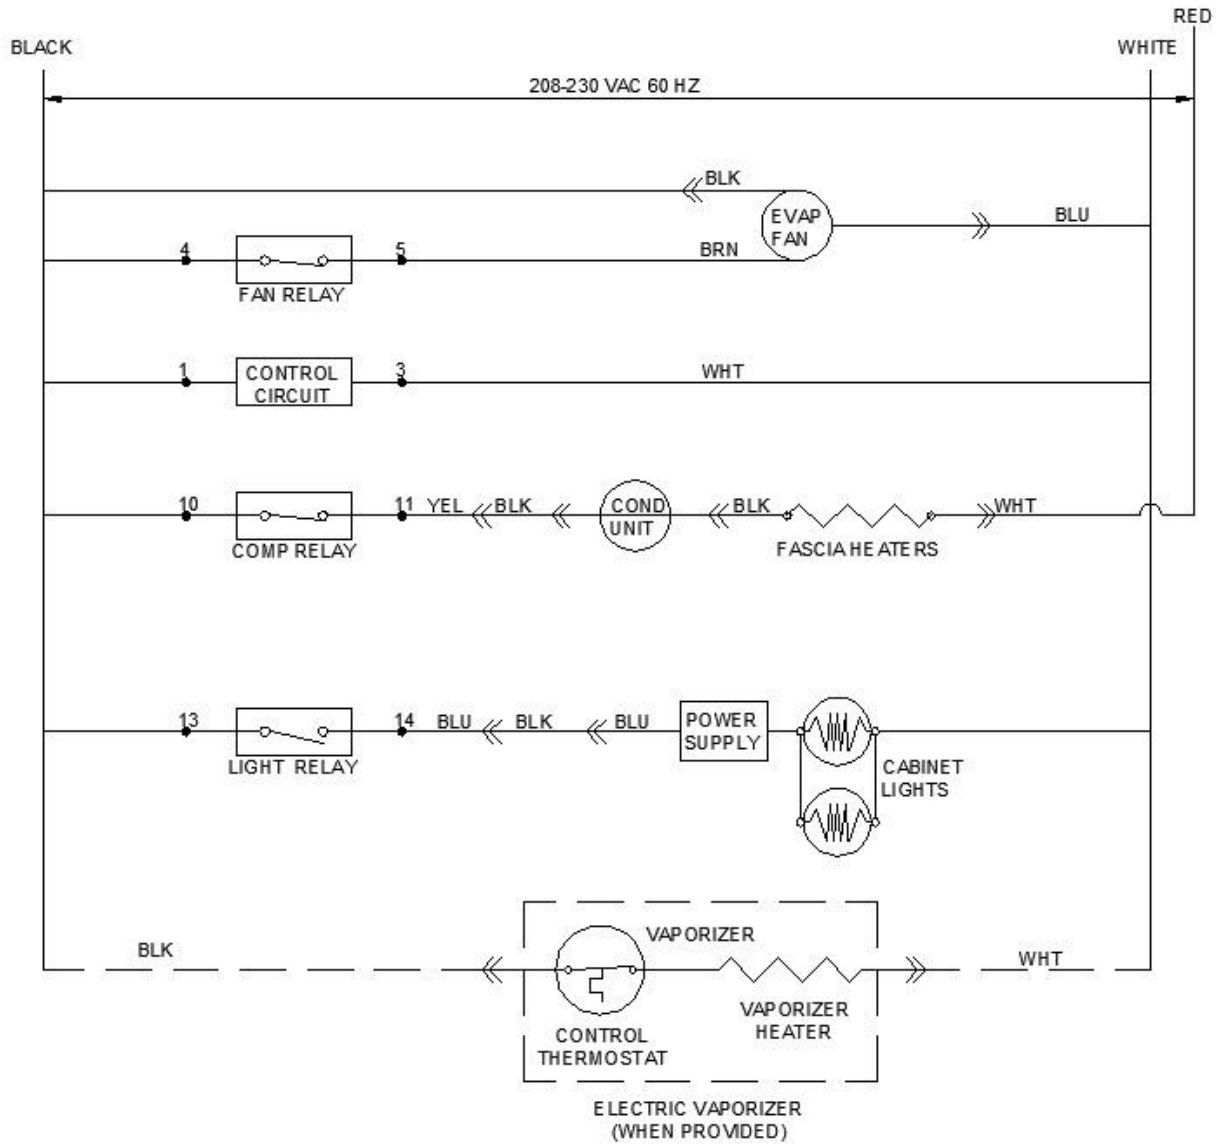 RED
BLACK
WHITE
208-230 VAC 60 HZ
BLK
EVAP
FAN
BLU
4
5
BRN
FAN RELAY
1
CONTROL
CIRCUIT
3
WHT
10
11
YEL
BLK
COND
UNIT
BLK
WHT
COMP RELAY
FASCIA HEATERS
13
14
BLU
BLK
BLU
POWER
SUPPLY
LIGHT RELAY
CABINET
LIGHTS
BLK
VAPORIZER
WHT
VAPORIZER
HEATER
CONTROL
THERMOSTAT
ELECTRIC VAPORIZER
(WHEN PROVIDED)